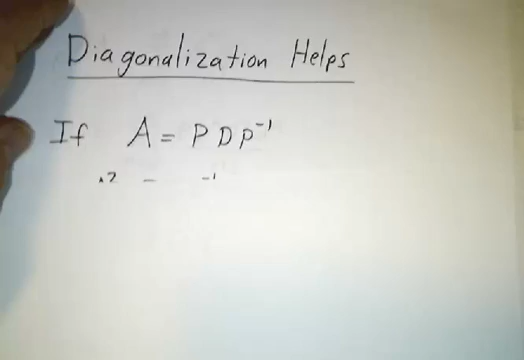 Diagonalization Helps
If A = PDP⁻¹